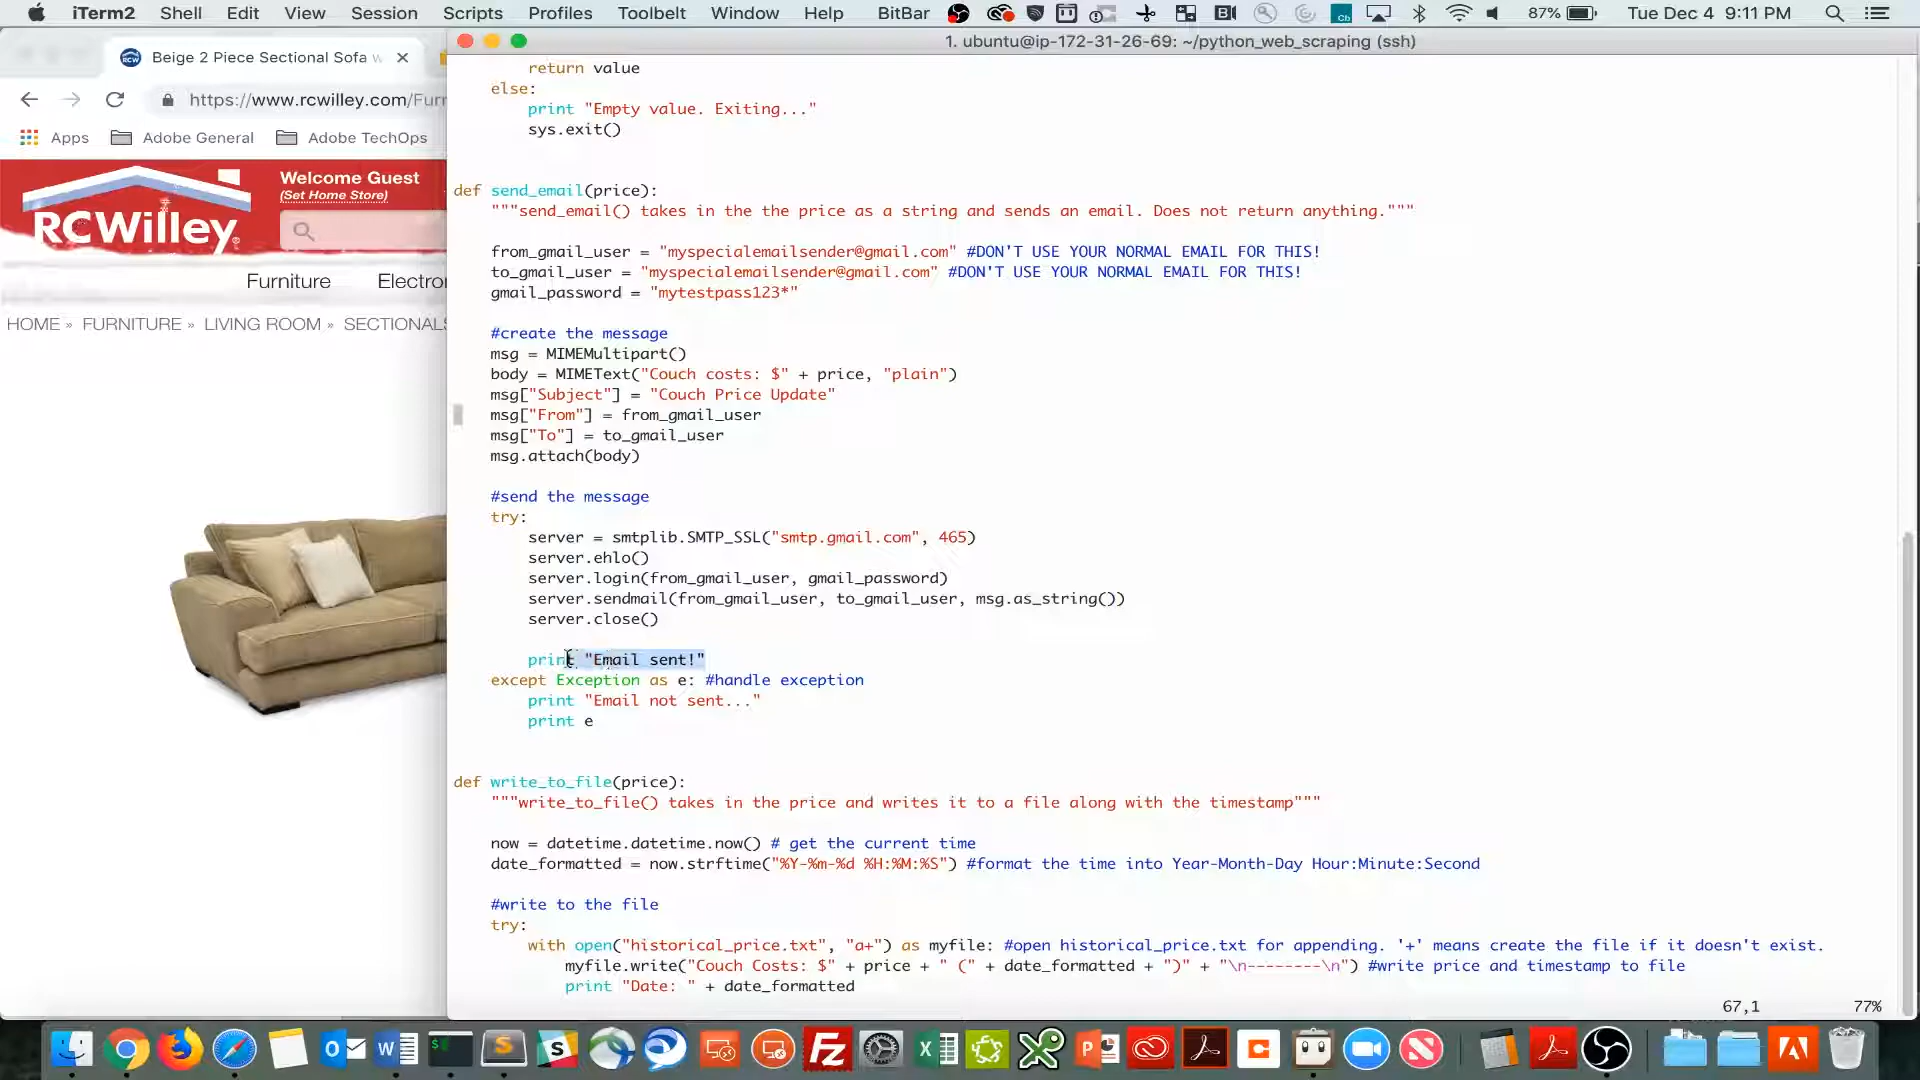 iTerm2 Shell Edit View Session Scripts Profiles Toolbelt Window Help BitBar 87% Tue Dec 4 9:11 PM
Beige 2 Piece Sectional Sofa w
1. ubuntu@ip-172-31-26-69: ~/python_web_scraping (ssh)
https://www.rcwilley.com/Furn
Apps Adobe General Adobe TechOps
Welcome Guest
(Set Home Store)
RCWilley
Furniture Electro
HOME » FURNITURE » LIVING ROOM » SECTIONALS
return value
else:
print "Empty value. Exiting..."
sys.exit()
def send_email(price):
"""send_email() takes in the the price as a string and sends an email. Does not return anything."""
from_gmail_user = "myspecialemailsender@gmail.com" #DON'T USE YOUR NORMAL EMAIL FOR THIS!
to_gmail_user = "myspecialemailsender@gmail.com" #DON'T USE YOUR NORMAL EMAIL FOR THIS!
gmail_password = "mytestpass123*"
#create the message
msg = MIMEMultipart()
body = MIMEText("Couch costs: $" + price, "plain")
msg["Subject"] = "Couch Price Update"
msg["From"] = from_gmail_user
msg["To"] = to_gmail_user
msg.attach(body)
#send the message
try:
server = smtplib.SMTP_SSL("smtp.gmail.com", 465)
server.ehlo()
server.login(from_gmail_user, gmail_password)
server.sendmail(from_gmail_user, to_gmail_user, msg.as_string())
server.close()
print "Email sent!"
except Exception as e: #handle exception
print "Email not sent..."
print e
def write_to_file(price):
"""write_to_file() takes in the price and writes it to a file along with the timestamp"""
now = datetime.datetime.now() # get the current time
date_formatted = now.strftime("%Y-%m-%d %H:%M:%S") #format the time into Year-Month-Day Hour:Minute:Second
#write to the file
try:
with open("historical_price.txt", "a+") as myfile: #open historical_price.txt for appending. '+' means create the file if it doesn't exist.
myfile.write("Couch Costs: $" + price + " (" + date_formatted + ")" + "\n--------\n") #write price and timestamp to file
print "Date: " + date_formatted
67,1 77%